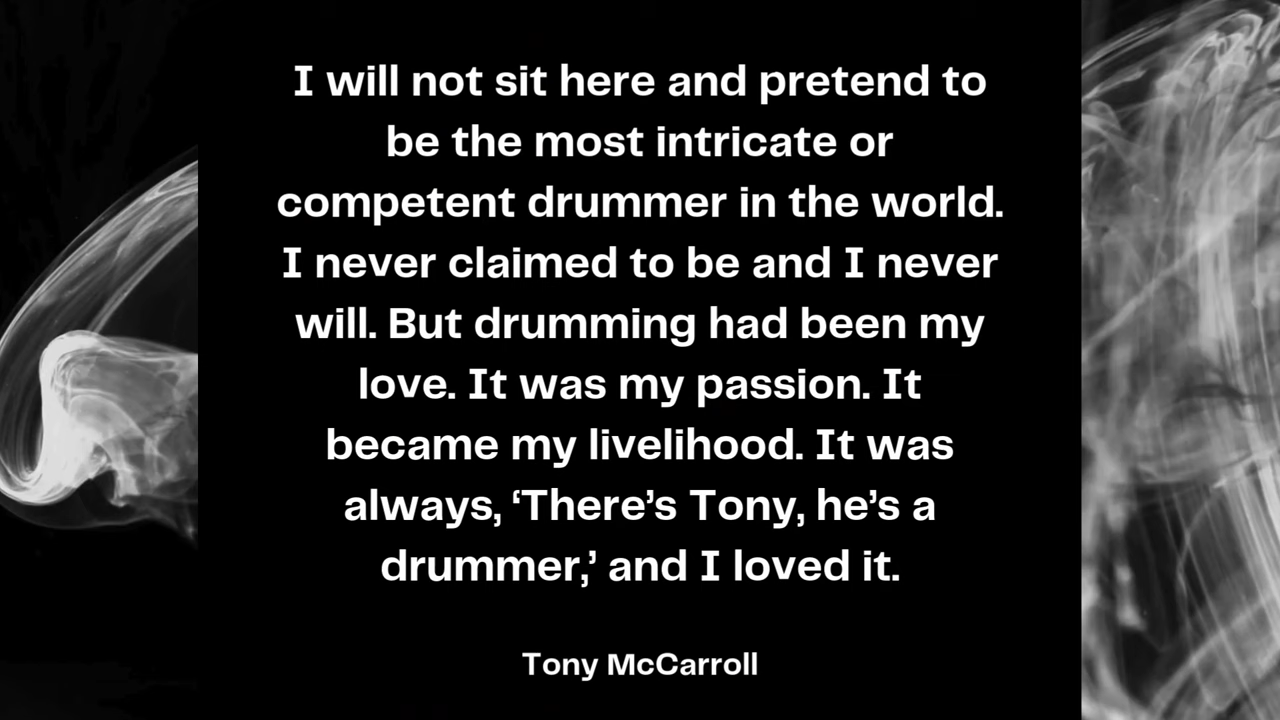 I will not sit here and pretend to
be the most intricate or
competent drummer in the world.
I never claimed to be and I never
will. But drumming had been my
love. It was my passion. It
became my livelihood. It was
always, ‘There’s Tony, he’s a
drummer,’ and I loved it.
Tony McCarroll